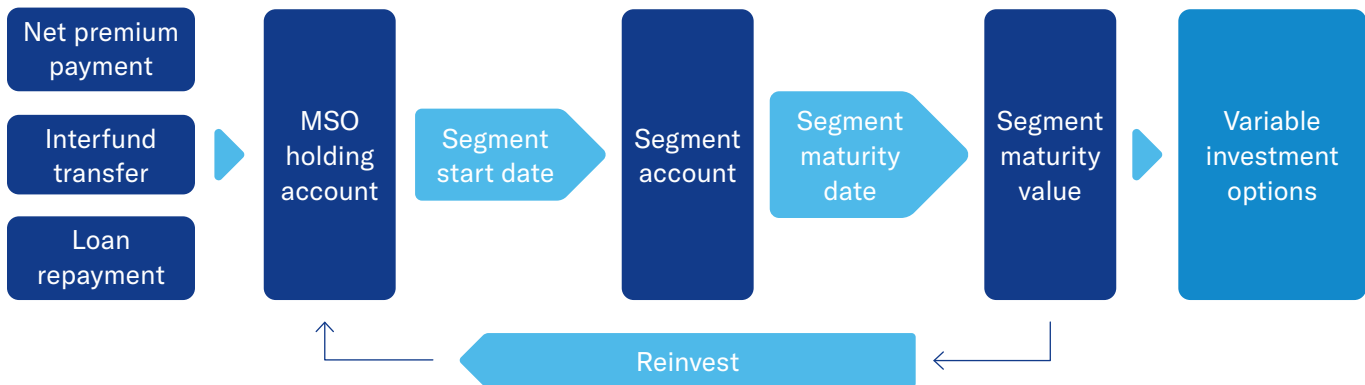 Net premium
payment
Interfund
transfer
Loan
repayment
MSO
holding
account
Segment
start date
Segment
account
Segment
maturity
date
Segment
maturity
value
Variable
investment
options
Reinvest